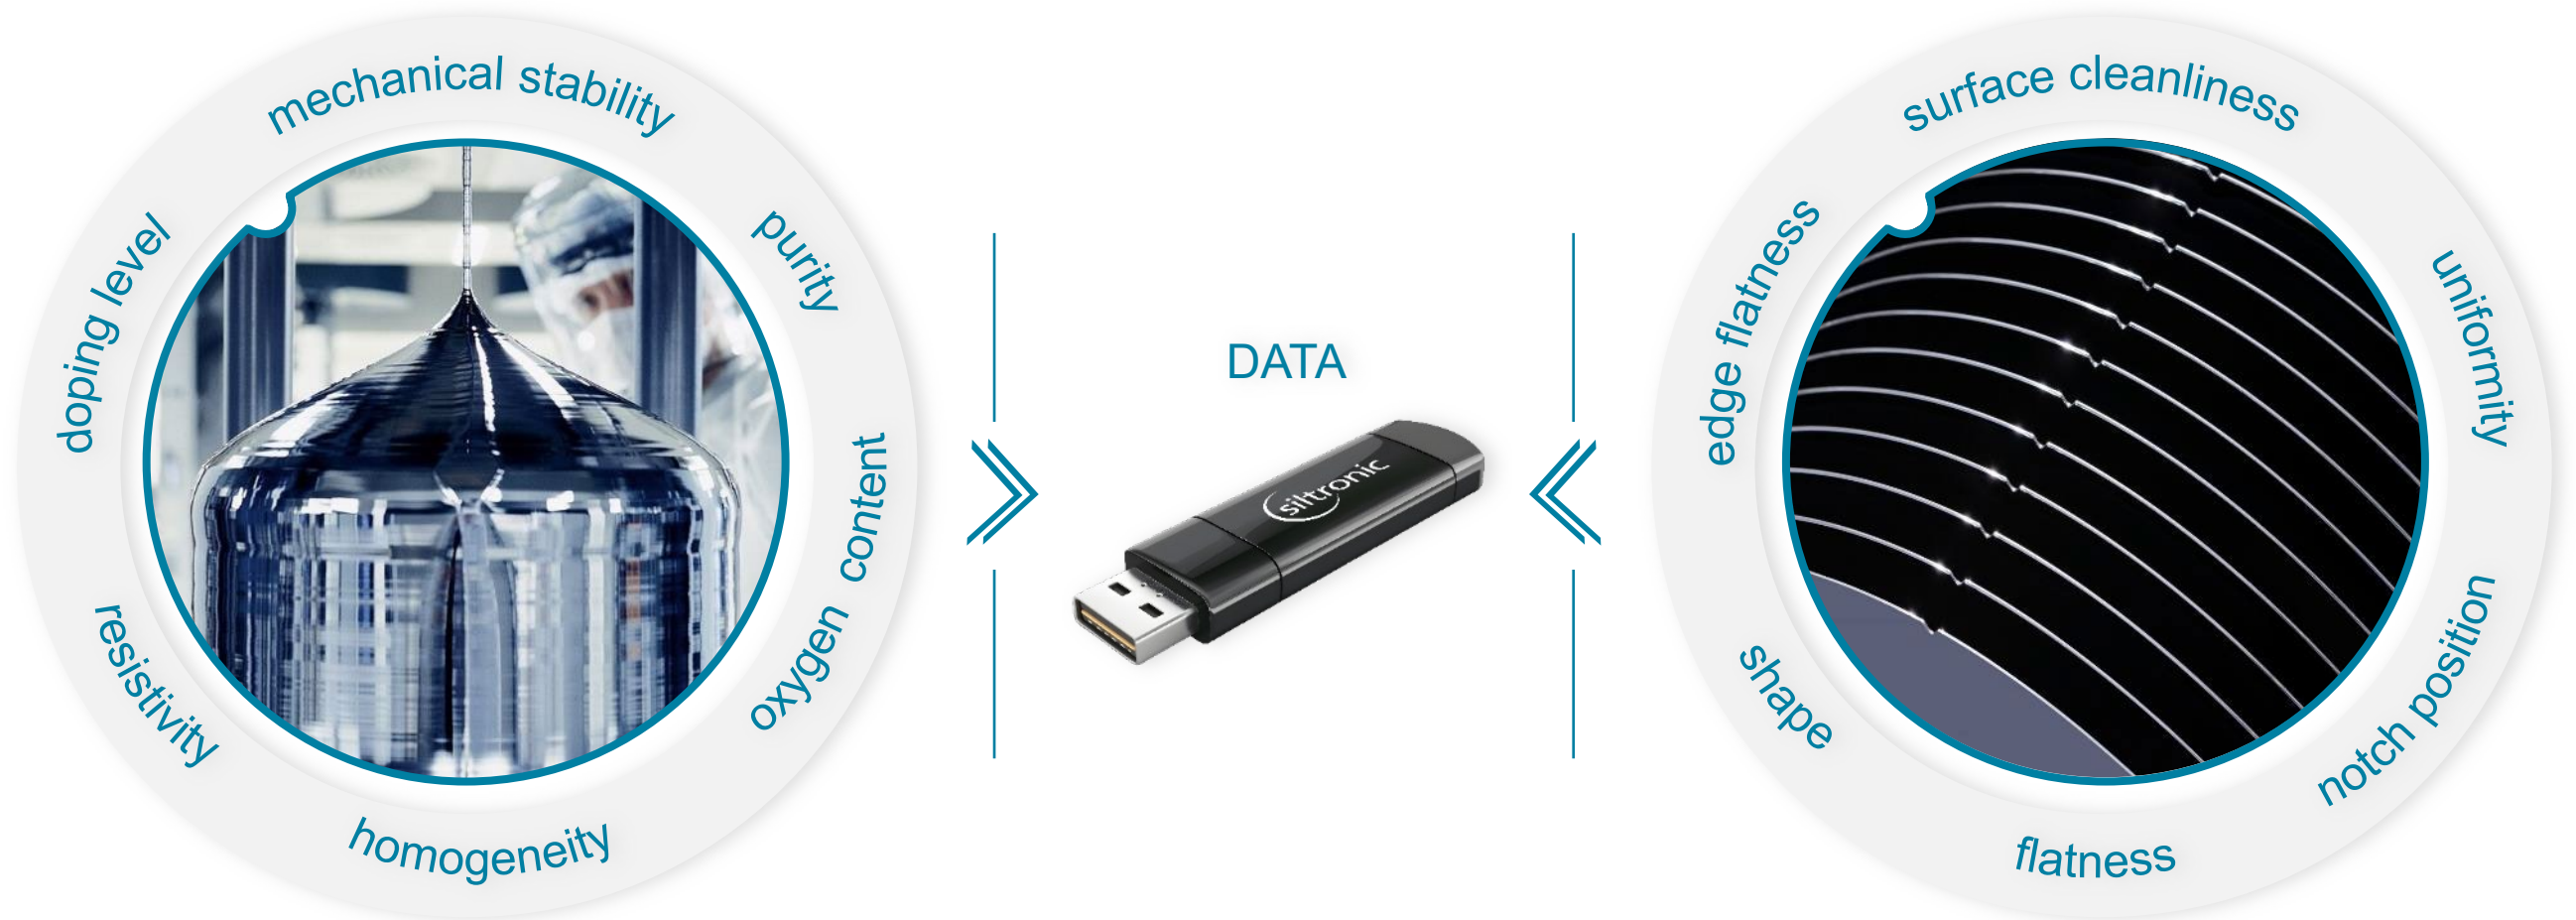 mechanical stability
purity
oxygen content
homogeneity
resistivity
doping level
DATA
siltronic
surface cleanliness
uniformity
notch position
flatness
shape
edge flatness